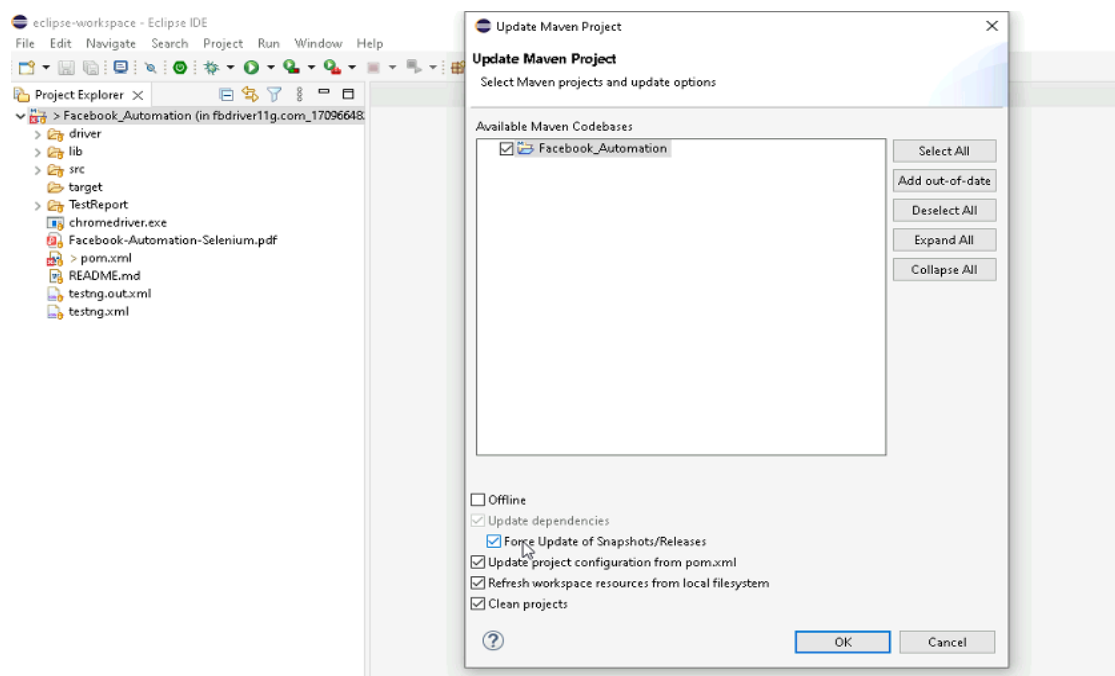 eclipse-workspace - Eclipse IDE
File Edit Navigate Search Project Run Window Help
Project Explorer
> Facebook_Automation (in fbdriver11g.com_17096648
> driver
> lib
> src
target
> TestReport
chromedriver.exe
Facebook-Automation-Selenium.pdf
> pom.xml
README.md
testng.out.xml
testng.xml
Update Maven Project
Update Maven Project
Select Maven projects and update options
Available Maven Codebases
Facebook_Automation
Select All
Add out-of-date
Deselect All
Expand All
Collapse All
Offline
Update dependencies
Force Update of Snapshots/Releases
Update project configuration from pom.xml
Refresh workspace resources from local filesystem
Clean projects
?
OK
Cancel